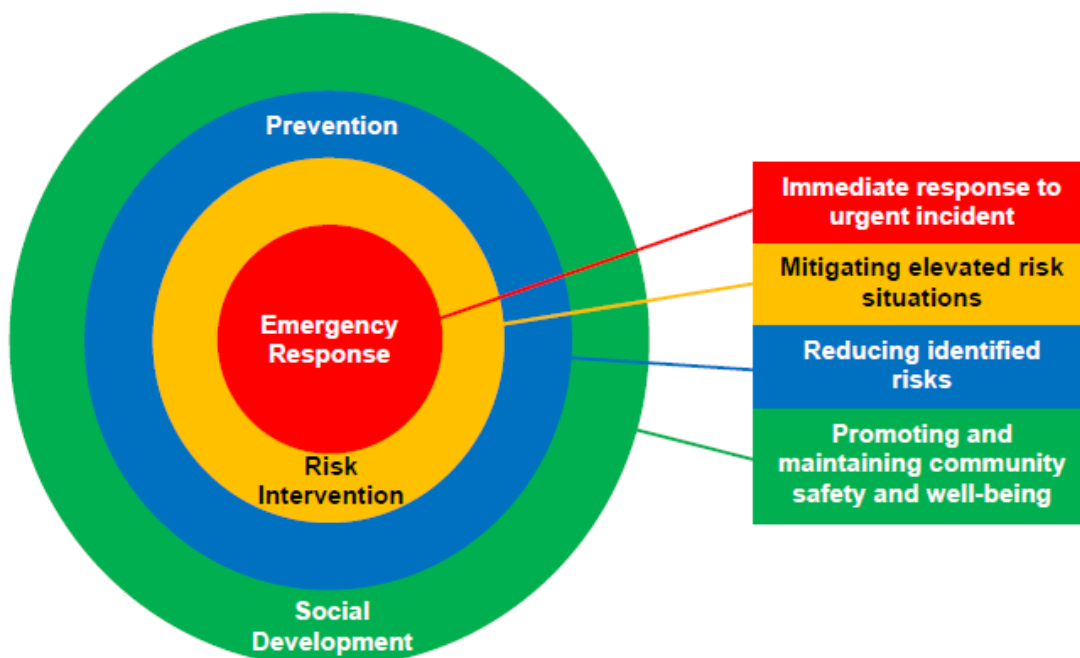 Prevention
Emergency
Response
Risk
Intervention
Social
Development
Immediate response to
urgent incident
Mitigating elevated risk
situations
Reducing identified
risks
Promoting and
maintaining community
safety and well-being